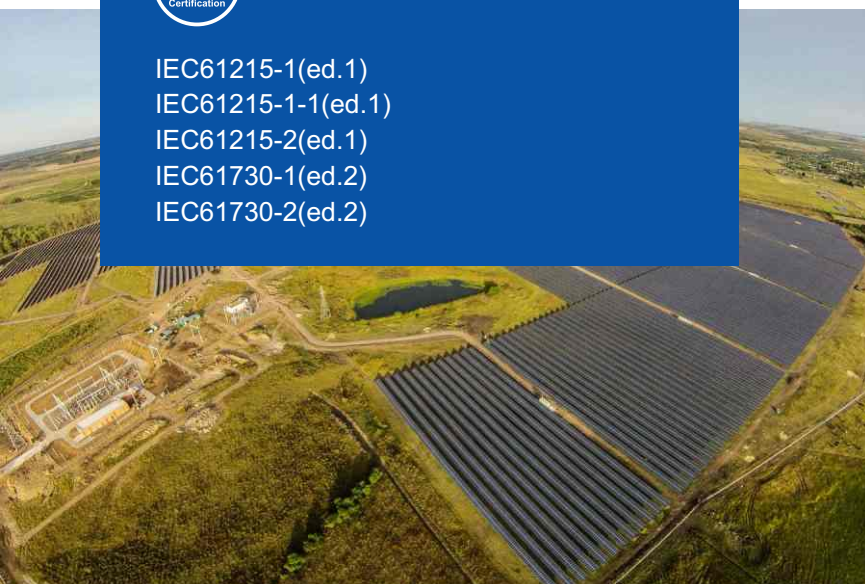 Certification
IEC61215-1(ed.1)
IEC61215-1-1(ed.1)
IEC61215-2(ed.1)
IEC61730-1(ed.2)
IEC61730-2(ed.2)